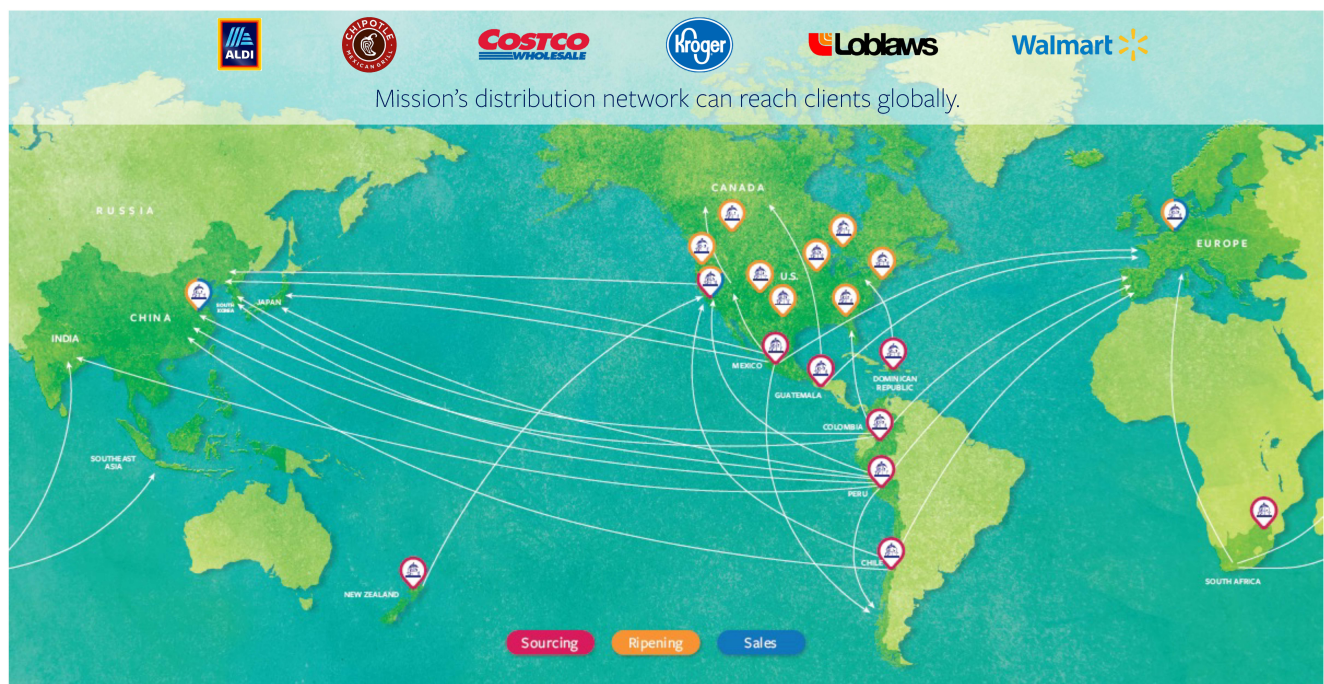 ALDI
CHIPOTLE
MEXICAN GRILL
COSTCO
WHOLESALE
Kroger
Loblaws
Walmart
Mission's distribution network can reach clients globally.
CANADA
RUSSIA
EUROPE
U.S.
JAPAN
SOUTH
KOREA
CHINA
INDIA
MEXICO
DOMINICAN
REPUBLIC
GUATEMALA
COLOMBIA
SOUTHEAST
ASIA
PERU
CHILE
SOUTH AFRICA
NEW ZEALAND
Sourcing
Ripening
Sales